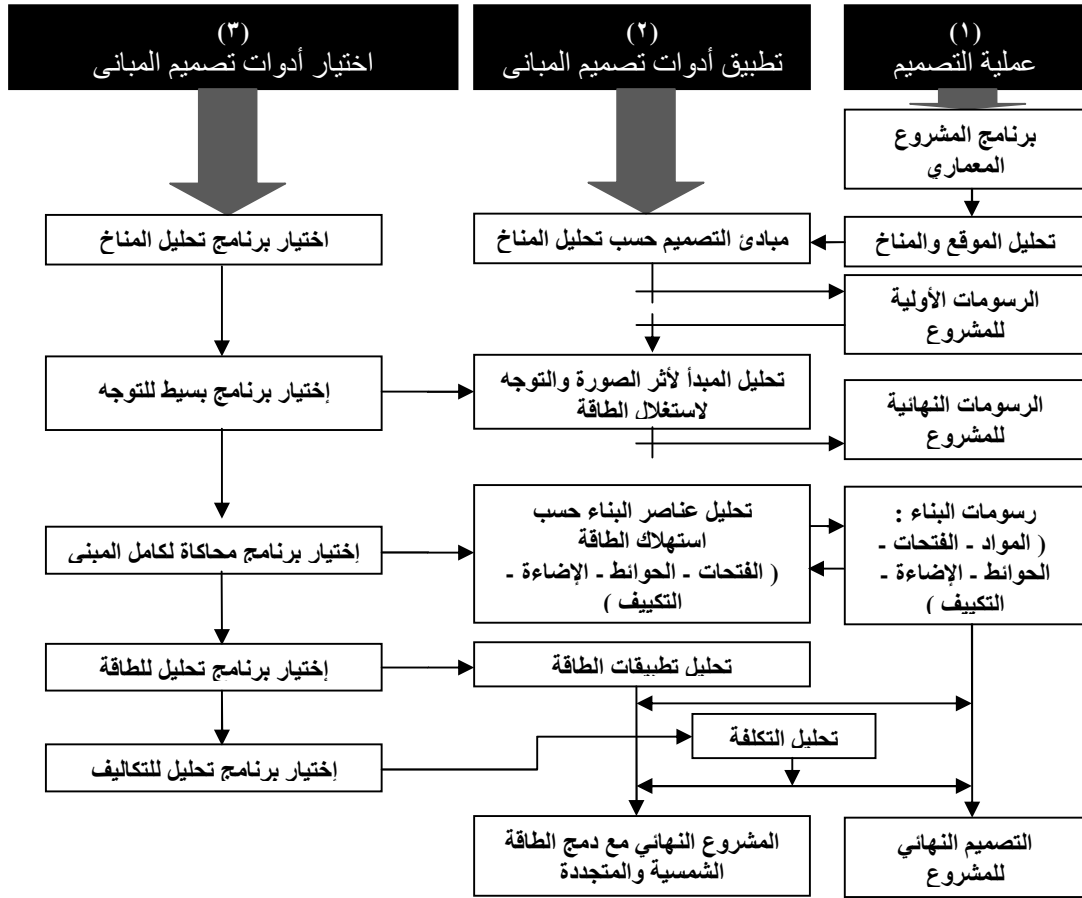 (١)
عملية التصميم
(٢)
تطبيق أدوات تصميم المبانى
(٣)
اختيار أدوات تصميم المبانى
برنامج المشروع
المعماري
تحليل الموقع والمناخ
مبادئ التصميم حسب تحليل المناخ
اختيار برنامج تحليل المناخ
الرسومات الأولية
للمشروع
تحليل المبدأ لأثر الصورة والتوجه
لاستغلال الطاقة
إختيار برنامج بسيط للتوجه
الرسومات النهائية
للمشروع
رسومات البناء :
( المواد - الفتحات -
الحوائط - الإضاءة -
التكييف )
تحليل عناصر البناء حسب
استهلاك الطاقة
( الفتحات - الحوائط - الإضاءة -
التكييف )
إختيار برنامج محاكاة لكامل المبنى
تحليل تطبيقات الطاقة
إختيار برنامج تحليل للطاقة
تحليل التكلفة
إختيار برنامج تحليل للتكاليف
التصميم النهائي
للمشروع
المشروع النهائي مع دمج الطاقة
الشمسية والمتجددة